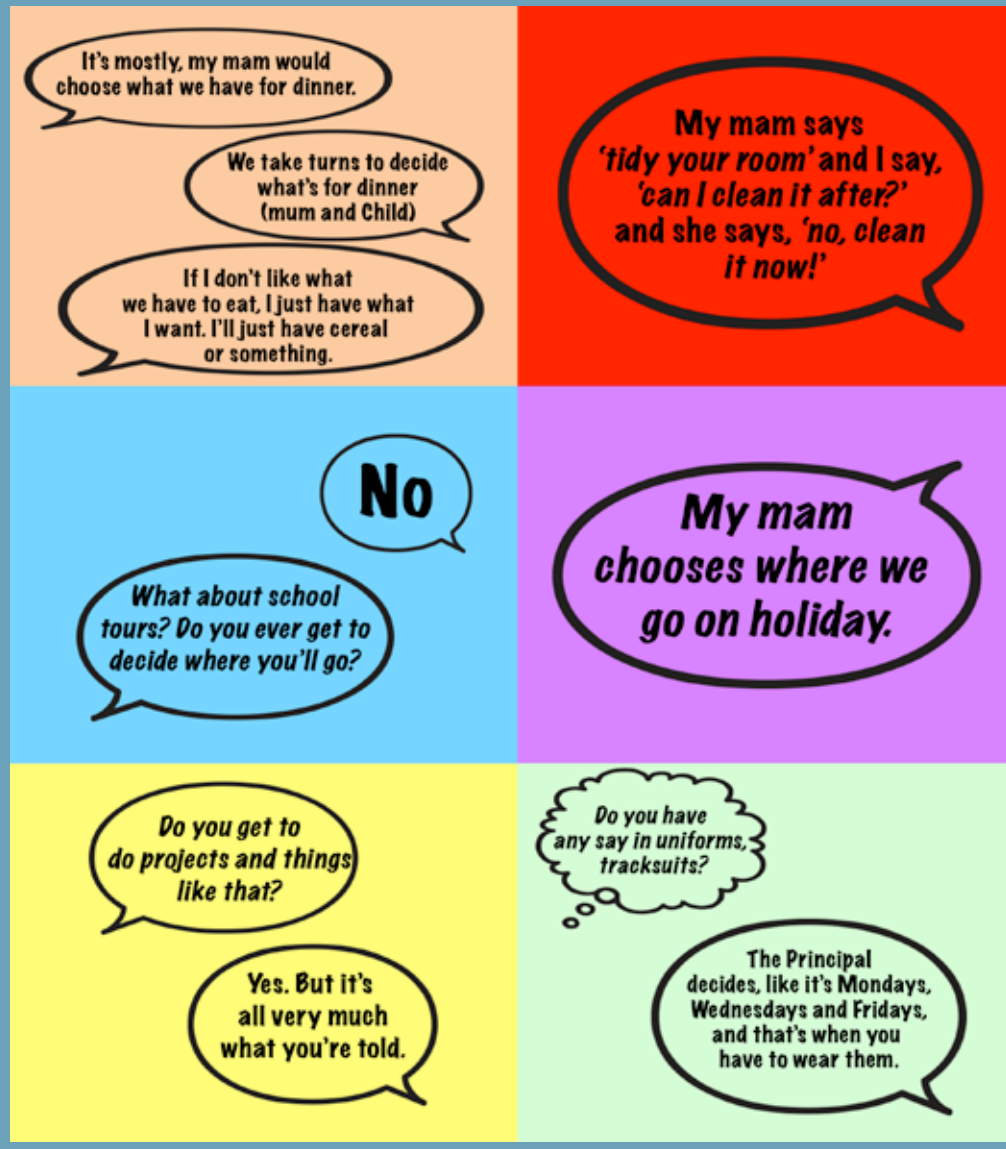 It's mostly, my mam would
choose what we have for dinner.
We take turns to decide
what's for dinner
(mum and Child)
If I don't like what
we have to eat, I just have what
I want. I'll just have cereal
or something.
My mam says
‘tidy your room’ and I say,
‘can I clean it after?’
and she says, ‘no, clean
it now!’
No
What about school
tours? Do you ever get to
decide where you'll go?
My mam
chooses where we
go on holiday.
Do you get to
do projects and things
like that?
Yes. But it's
all very much
what you're told.
Do you have
any say in uniforms,
tracksuits?
The Principal
decides, like it's Mondays,
Wednesdays and Fridays,
and that's when you
have to wear them.